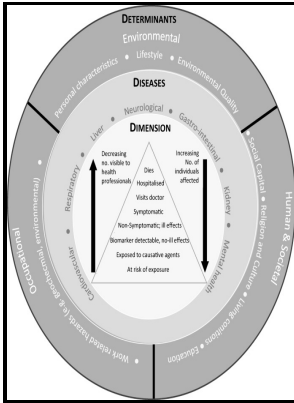 DETERMINANTS
Environmental
Personal characteristics • Lifestyle • Environmental Quality
DISEASES
Cardiovascular • Respiratory • Liver • Neurological • Gastro-intestinal • Kidney • Mental health
DIMENSION
Decreasing
no. visible to
health
professionals
Increasing
No. of
individuals
affected
Dies
Hospitalised
Visits doctor
Symptomatic
Non-Symptomatic; ill effects
Biomarker detectable, no-ill effects
Exposed to causative agents
At risk of exposure
Occupational
Work related hazards (e.g. geochemial, environmental)
Human & Societal
Social Capital • Religion and Culture • Living conitions • Education